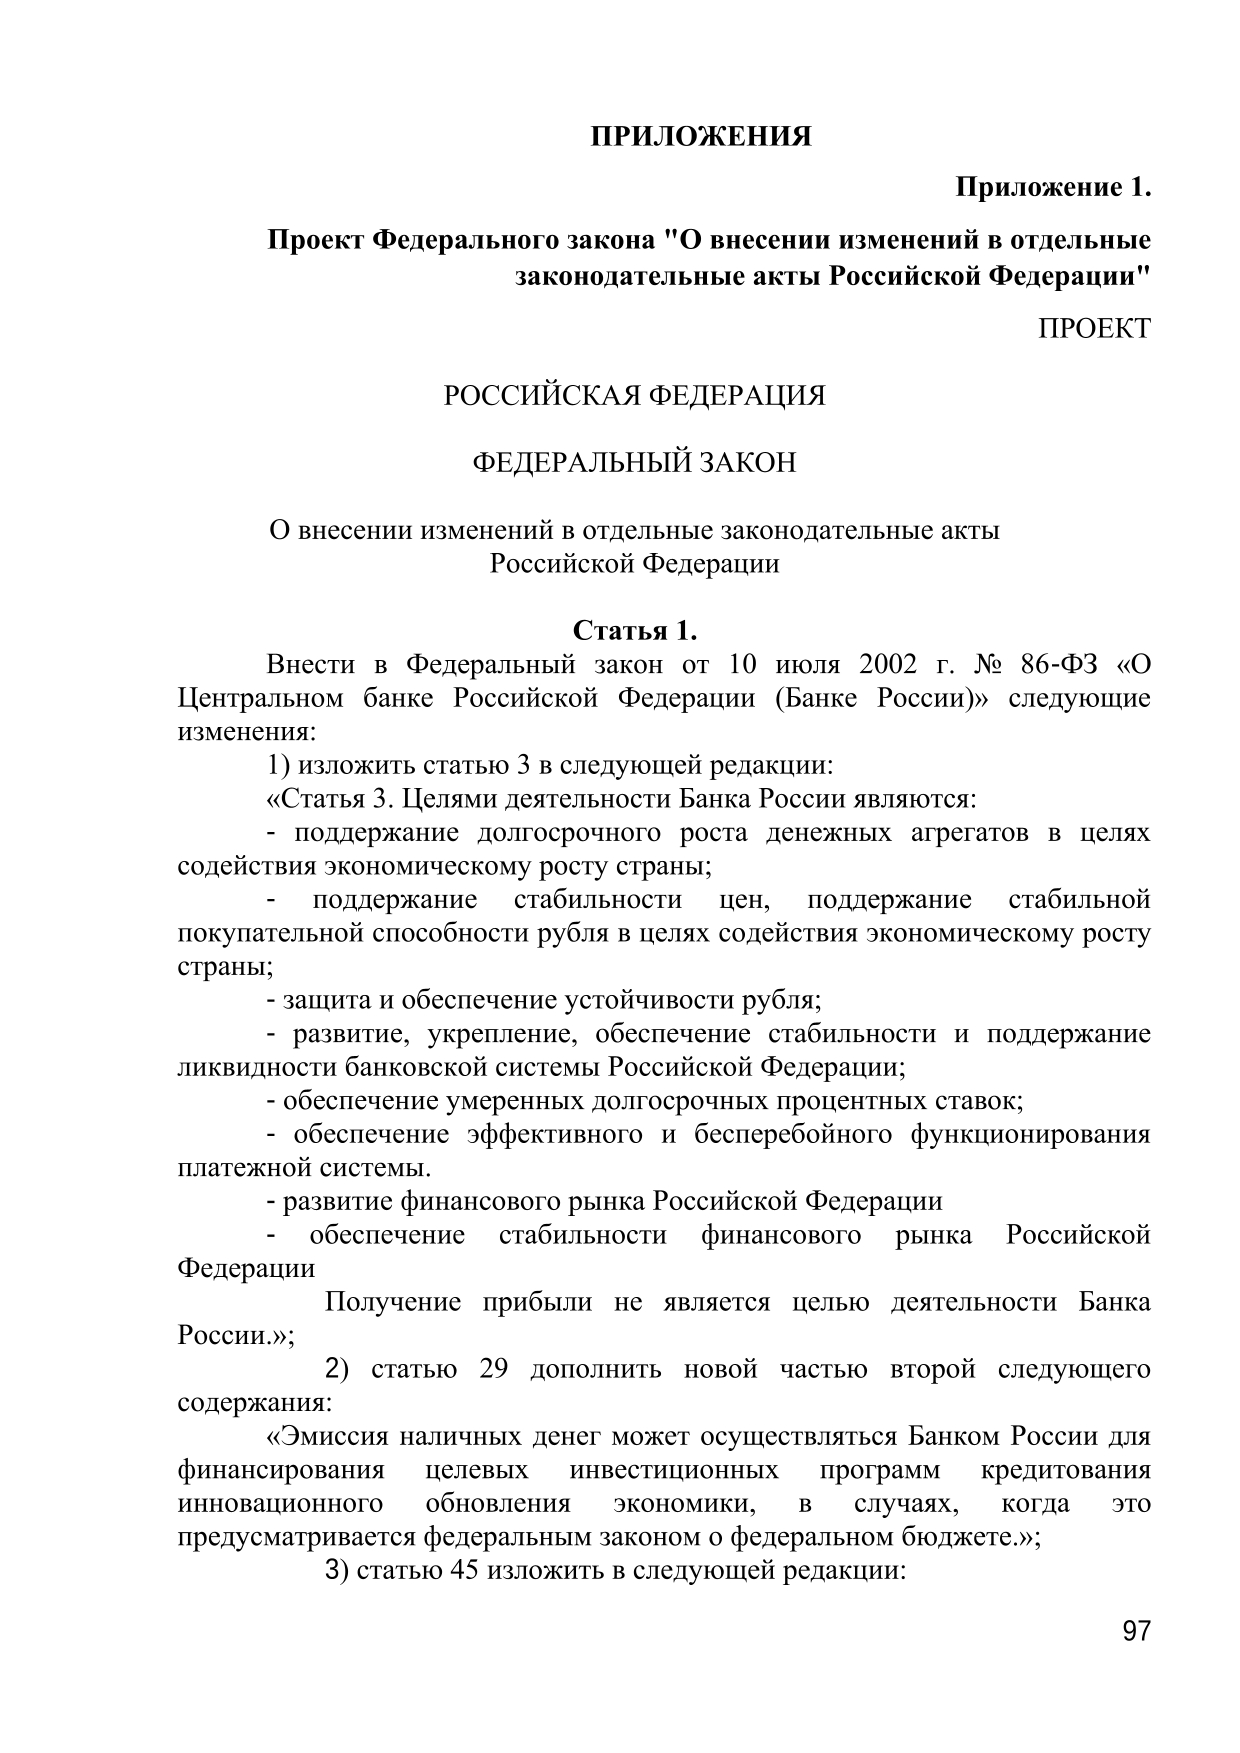 ПРИЛОЖЕНИЯ
Приложение 1.
Проект Федерального закона "О внесении изменений в отдельные
законодательные акты Российской Федерации"
ПРОЕКТ
РОССИЙСКАЯ ФЕДЕРАЦИЯ
ФЕДЕРАЛЬНЫЙ ЗАКОН
О внесении изменений в отдельные законодательные акты
Российской Федерации
Статья 1.
Внести в Федеральный закон от 10 июля 2002 г. № 86-ФЗ «О
Центральном банке Российской Федерации (Банке России)» следующие
изменения:
1) изложить статью 3 в следующей редакции:
«Статья 3. Целями деятельности Банка России являются:
- поддержание долгосрочного роста денежных агрегатов в целях
содействия экономическому росту страны;
- поддержание стабильности цен, поддержание стабильной
покупательной способности рубля в целях содействия экономическому росту
страны;
- защита и обеспечение устойчивости рубля;
- развитие, укрепление, обеспечение стабильности и поддержание
ликвидности банковской системы Российской Федерации;
- обеспечение умеренных долгосрочных процентных ставок;
- обеспечение эффективного и бесперебойного функционирования
платежной системы.
- развитие финансового рынка Российской Федерации
- обеспечение стабильности финансового рынка Российской
Федерации
Получение прибыли не является целью деятельности Банка
России.»;
2) статью 29 дополнить новой частью второй следующего
содержания:
«Эмиссия наличных денег может осуществляться Банком России для
финансирования целевых инвестиционных программ кредитования
инновационного обновления экономики, в случаях, когда это
предусматривается федеральным законом о федеральном бюджете.»;
3) статью 45 изложить в следующей редакции:
97